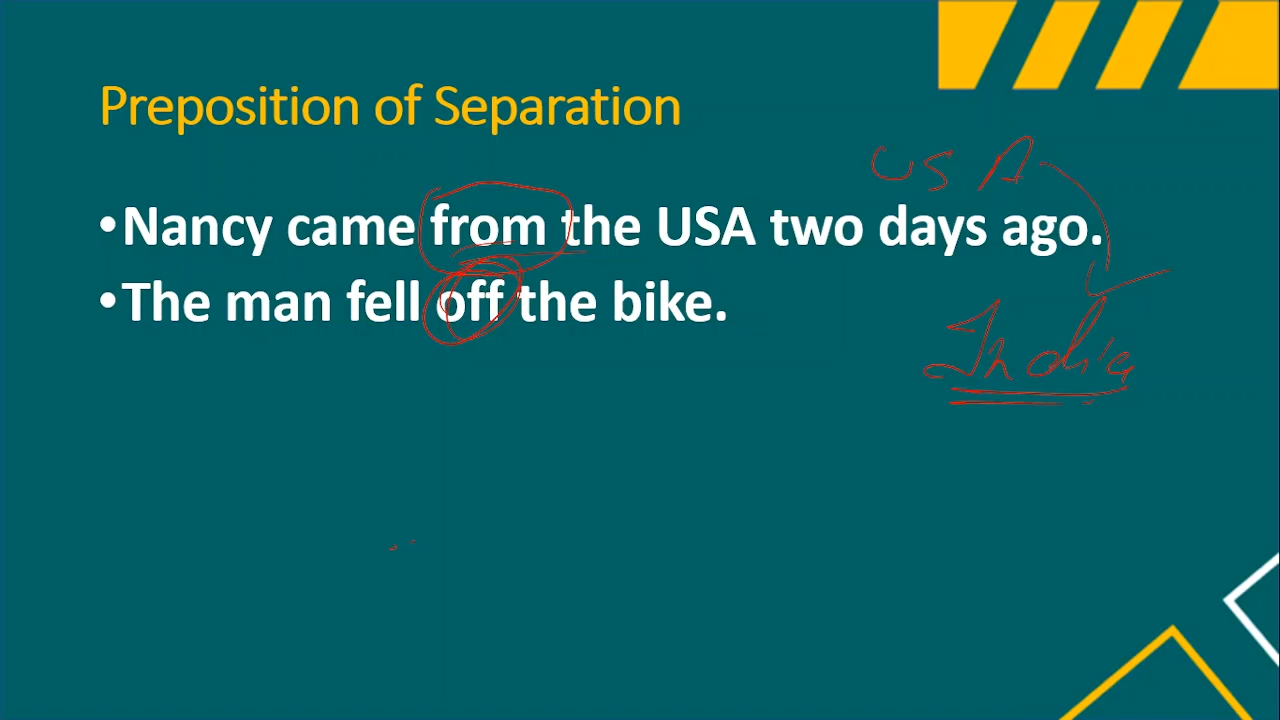 Preposition of Separation
USA
•Nancy came from the USA two days ago.
•The man fell off the bike.
India